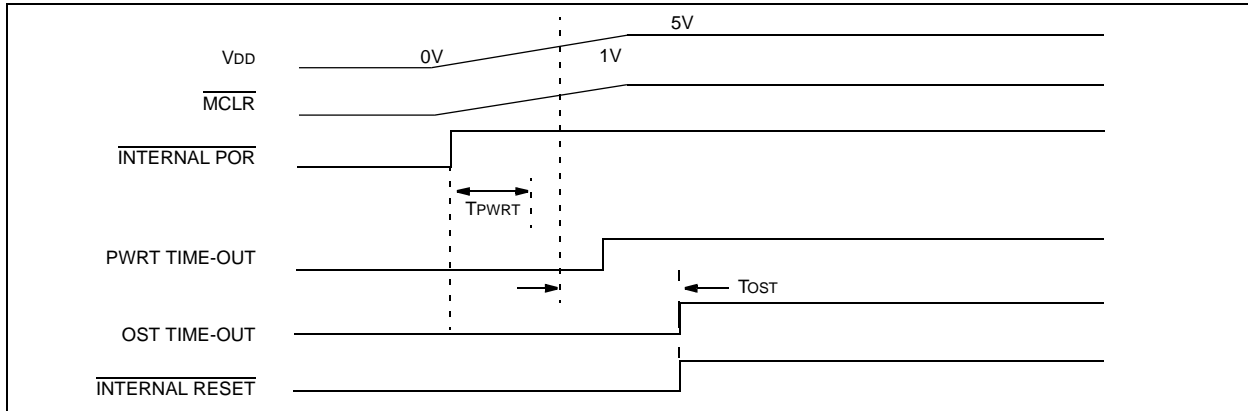 5V
VDD 0V 1V
MCLR
INTERNAL POR
TPWRT
PWRT TIME-OUT
TOST
OST TIME-OUT
INTERNAL RESET